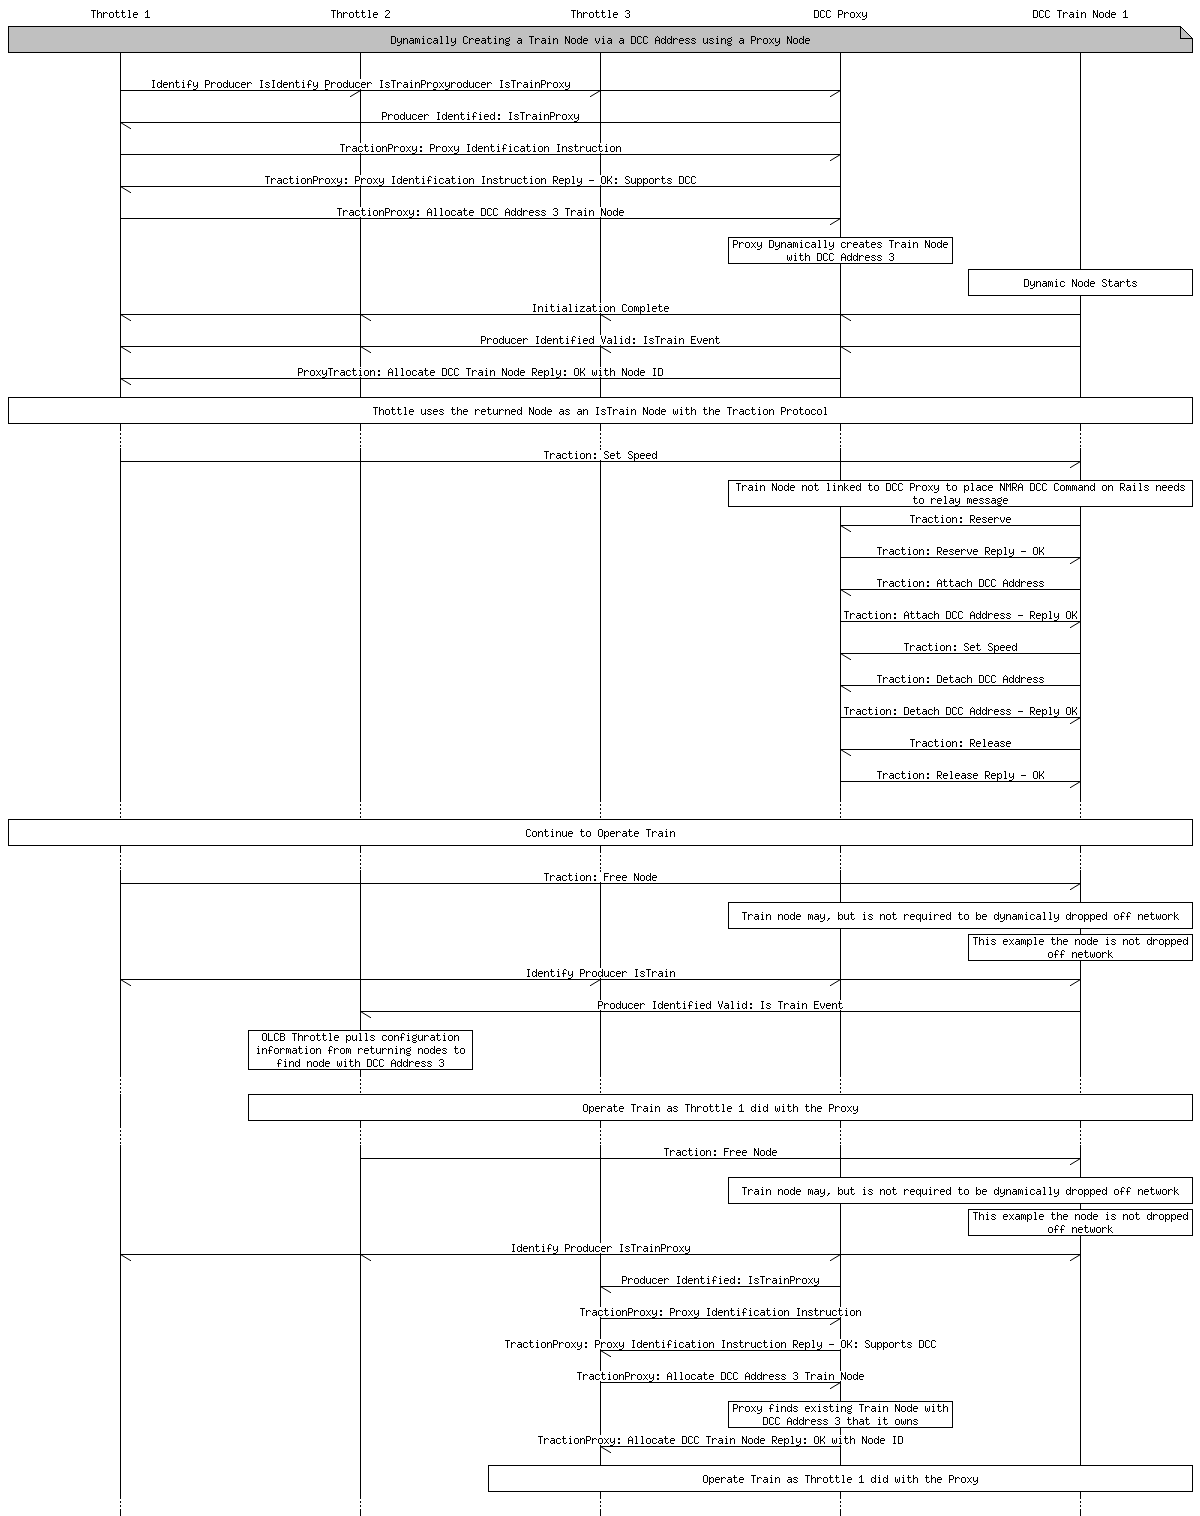 Throttle 1 Throttle 2 Throttle 3 DCC Proxy DCC Train Node 1
Dynamically Creating a Train Node via a DCC Address using a Proxy Node
Identify Producer IsIdentify Producer IsTrainProxyroducer IsTrainProxy
Producer Identified: IsTrainProxy
TractionProxy: Proxy Identification Instruction
TractionProxy: Proxy Identification Instruction Reply - OK: Supports DCC
TractionProxy: Allocate DCC Address 3 Train Node
Proxy Dynamically creates Train Node
with DCC Address 3
Dynamic Node Starts
Initialization Complete
Producer Identified Valid: IsTrain Event
ProxyTraction: Allocate DCC Train Node Reply: OK with Node ID
Thottle uses the returned Node as an IsTrain Node with the Traction Protocol
Traction: Set Speed
Train Node not linked to DCC Proxy to place NMRA DCC Command on Rails needs
to relay message
Traction: Reserve
Traction: Reserve Reply - OK
Traction: Attach DCC Address
Traction: Attach DCC Address - Reply OK
Traction: Set Speed
Traction: Detach DCC Address
Traction: Detach DCC Address - Reply OK
Traction: Release
Traction: Release Reply - OK
Continue to Operate Train
Traction: Free Node
Train node may, but is not required to be dynamically dropped off network
This example the node is not dropped
off network
Identify Producer IsTrain
Producer Identified Valid: Is Train Event
OLCB Throttle pulls configuration
information from returning nodes to
find node with DCC Address 3
Operate Train as Throttle 1 did with the Proxy
Traction: Free Node
Train node may, but is not required to be dynamically dropped off network
This example the node is not dropped
off network
Identify Producer IsTrainProxy
Producer Identified: IsTrainProxy
TractionProxy: Proxy Identification Instruction
TractionProxy: Proxy Identification Instruction Reply - OK: Supports DCC
TractionProxy: Allocate DCC Address 3 Train Node
Proxy finds existing Train Node with
DCC Address 3 that it owns
TractionProxy: Allocate DCC Train Node Reply: OK with Node ID
Operate Train as Throttle 1 did with the Proxy